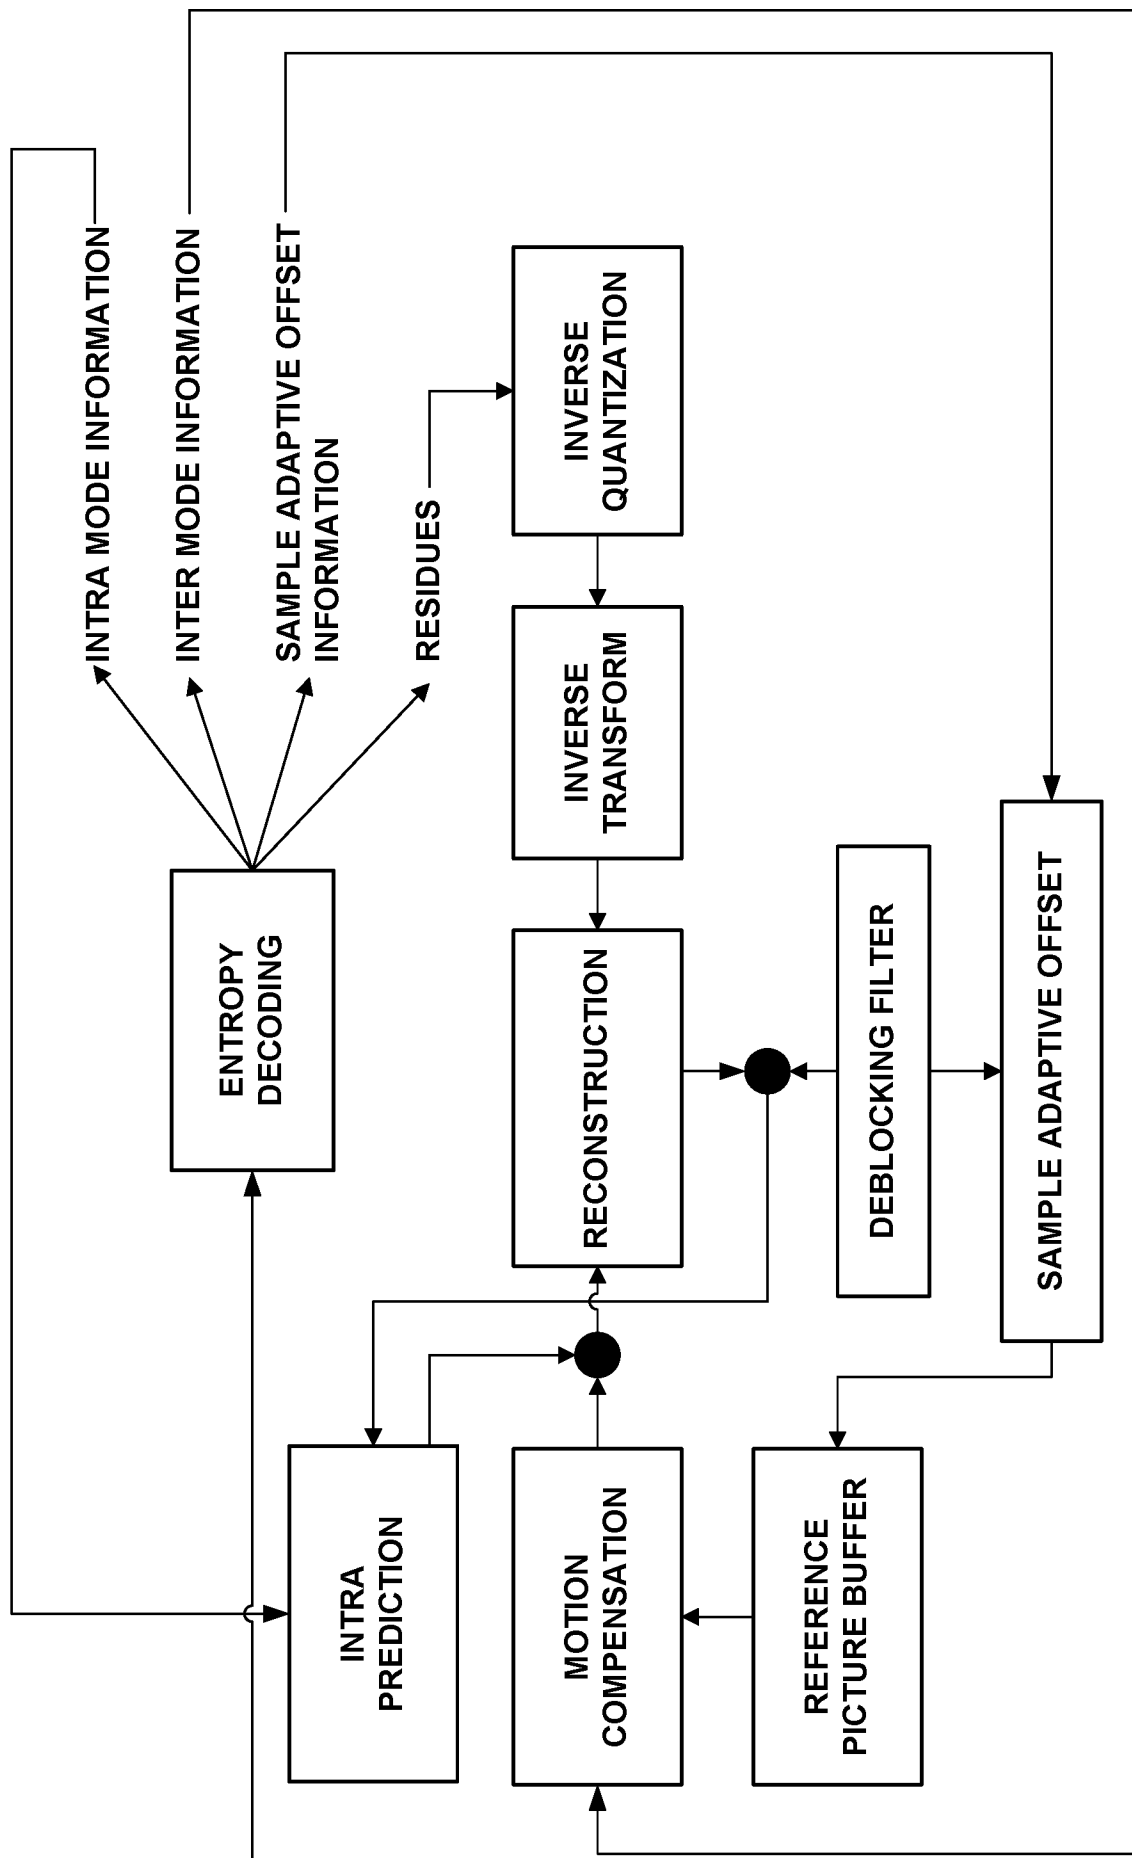 INTRA MODE INFORMATION
INTER MODE INFORMATION
SAMPLE ADAPTIVE OFFSET
INFORMATION
RESIDUES
ENTROPY
DECODING
INTRA
PREDICTION
MOTION
COMPENSATION
RECONSTRUCTION
INVERSE
TRANSFORM
INVERSE
QUANTIZATION
REFERENCE
PICTURE BUFFER
DEBLOCKING FILTER
SAMPLE ADAPTIVE OFFSET